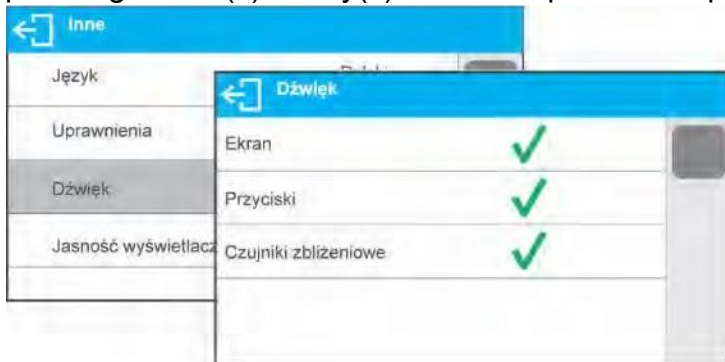 Inne
Język
Uprawnienia
Dźwięk
Jasność wyświetlacz
Dźwięk
Ekran
Przyciski
Czujniki zbliżeniowe